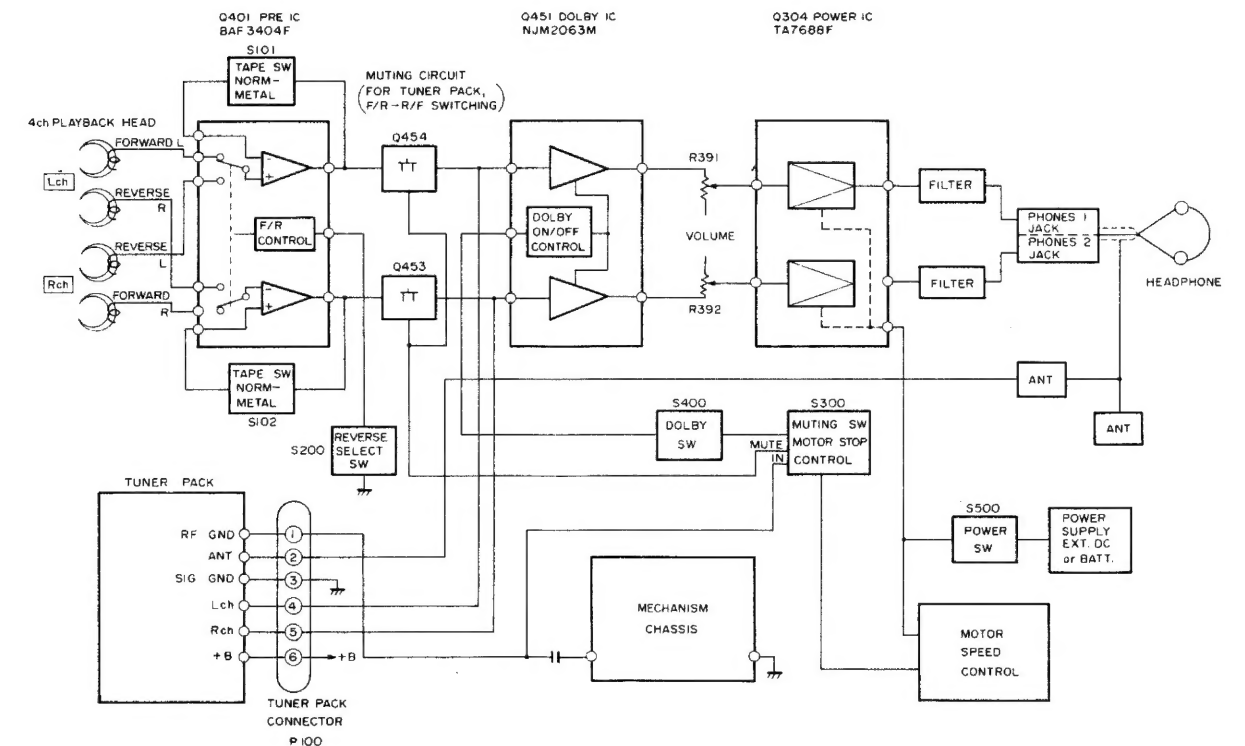 Q401 PRE IC
BAF3404F
Q451 DOLBY IC
NJM2063M
Q304 POWER IC
TA7688F
S101
TAPE SW
NORM-
METAL
MUTING CIRCUIT
(FOR TUNER PACK,
F/R-R/F SWITCHING)
4ch PLAYBACK HEAD
FORWARD L
Lch
REVERSE
R
REVERSE
L
Rch
FORWARD
R
-
+
F/R
CONTROL
-
+
Q454
Q453
DOLBY
ON/OFF
CONTROL
R391
VOLUME
R392
FILTER
FILTER
PHONES 1
JACK
PHONES 2
JACK
HEADPHONE
TAPE SW
NORM-
METAL
S102
S200
REVERSE
SELECT
SW
S400
DOLBY
SW
S300
MUTING SW
MOTOR STOP
CONTROL
MUTE
IN
ANT
ANT
TUNER PACK
RF GND
1
ANT
2
SIG GND
3
Lch
4
Rch
5
+B
6
+B
TUNER PACK
CONNECTOR
P100
MECHANISM
CHASSIS
S500
POWER
SW
POWER
SUPPLY
EXT. DC
or BATT.
MOTOR
SPEED
CONTROL